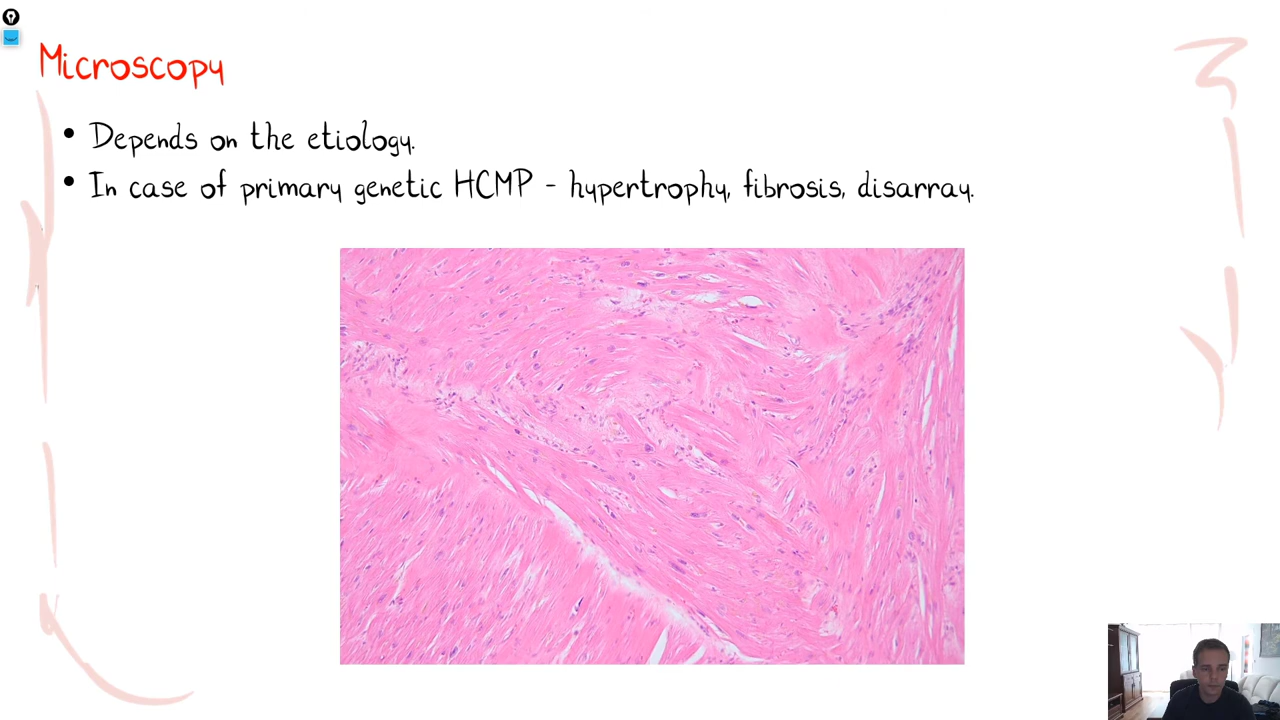 Microscopy
• Depends on the etiology.
• In case of primary genetic HCMP - hypertrophy, fibrosis, disarray.